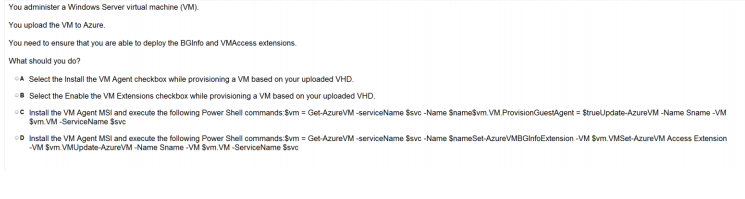 You administer a Windows Server virtual machine (VM).
You upload the VM to Azure.
You need to ensure that you are able to deploy the BGInfo and VMAccess extensions.
What should you do?
A Select the Install the VM Agent checkbox while provisioning a VM based on your uploaded VHD.
B Select the Enable the VM Extensions checkbox while provisioning a VM based on your uploaded VHD.
C Install the VM Agent MSI and execute the following Power Shell commands:$vm = Get-AzureVM -serviceName $svc -Name $name$vm.VM.ProvisionGuestAgent = $trueUpdate-AzureVM -Name Sname -VM
$vm.VM -ServiceName $svc
D Install the VM Agent MSI and execute the following Power Shell commands:$vm = Get-AzureVM -serviceName $svc -Name $nameSet-AzureVMBGInfoExtension -VM $vm.VMSet-AzureVM Access Extension
-VM $vm.VMUpdate-AzureVM -Name Sname -VM $vm.VM -ServiceName $svc